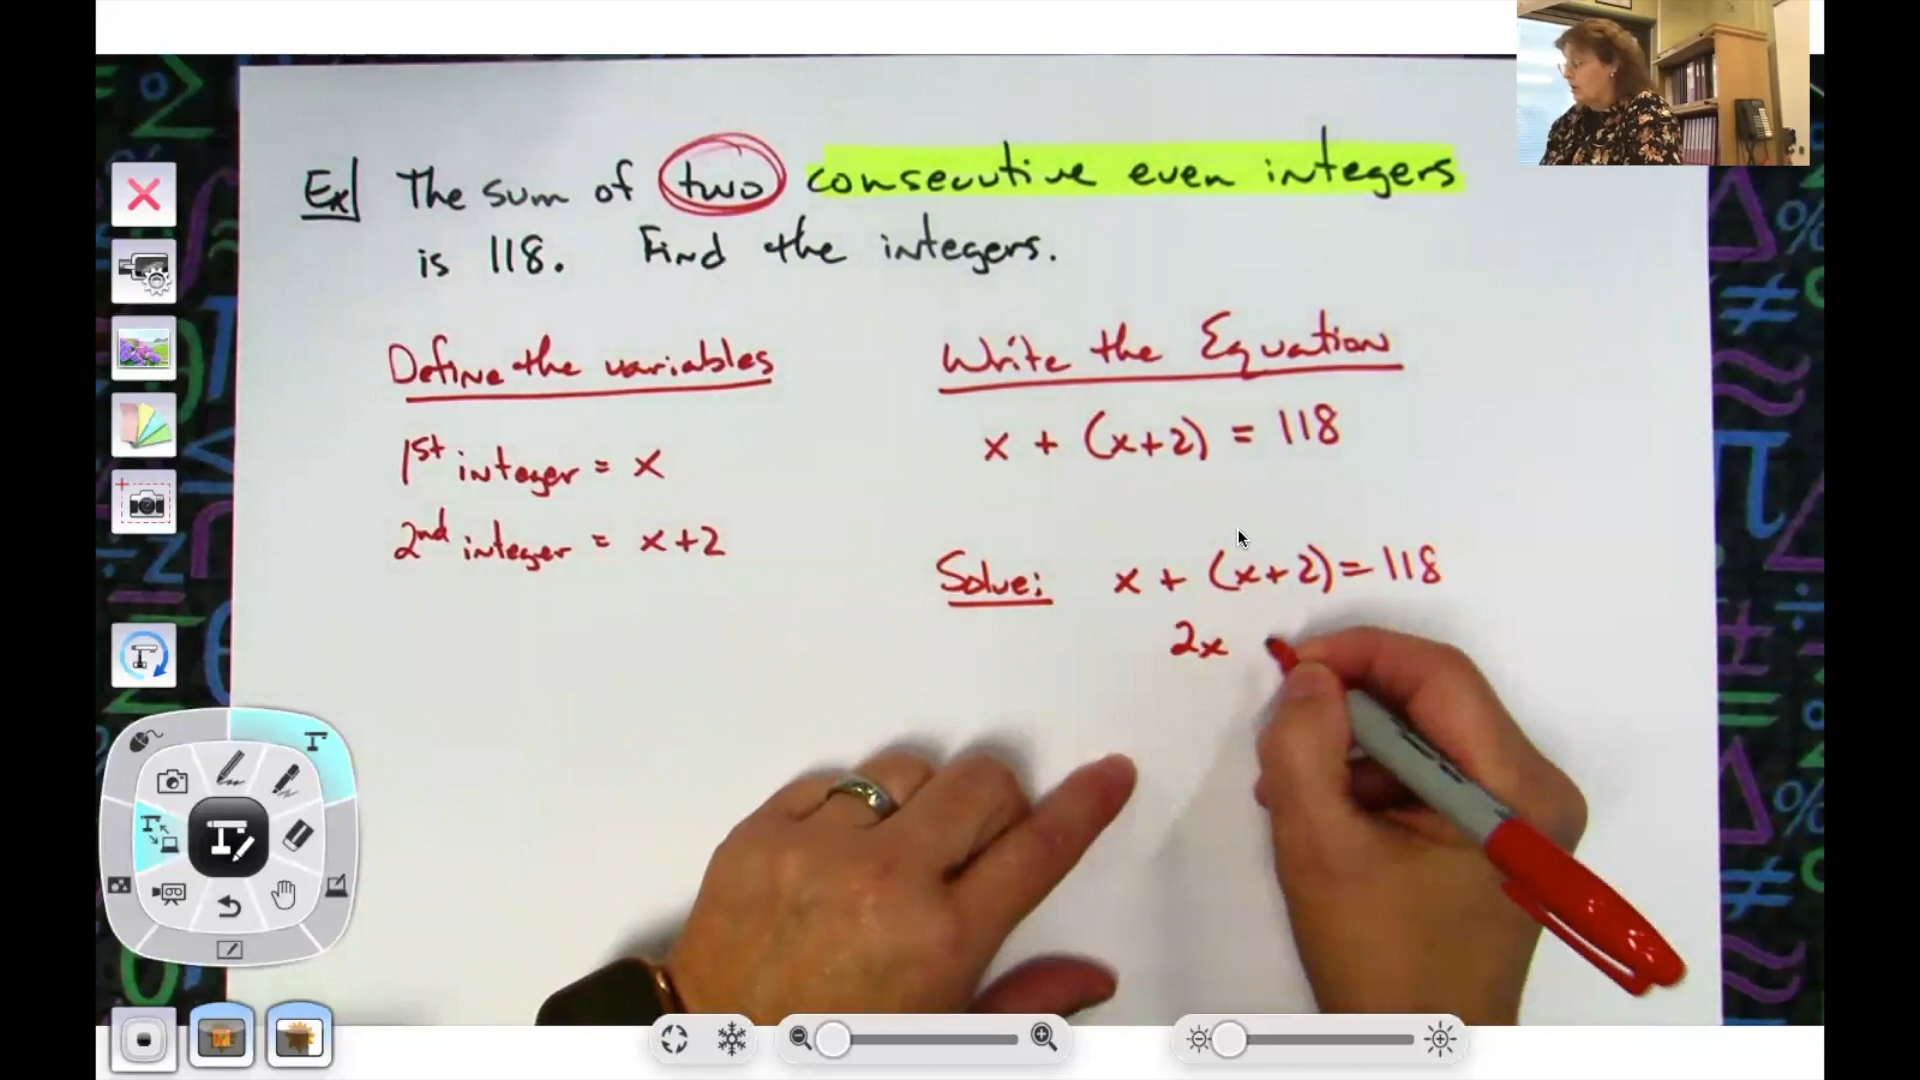 Ex The sum of two consecutive even integers
is 118. Find the integers.
Define the variables
1st integer = x
2nd integer = x+2
Write the Equation
x + (x+2) = 118
Solve: x + (x+2) = 118
2x